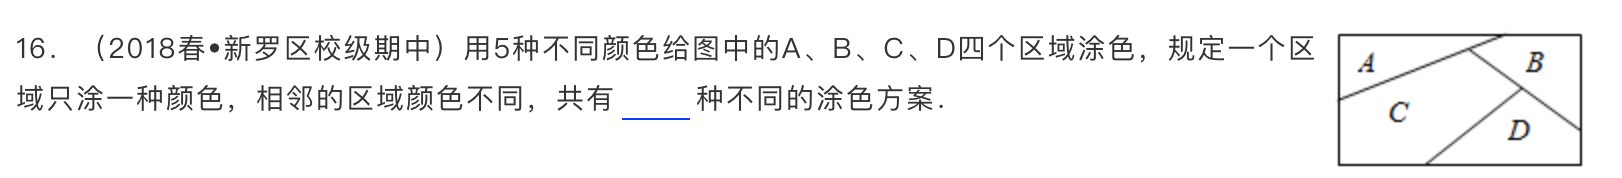 16. （2018春•新罗区校级期中）用5种不同颜色给图中的A、B、C、D四个区域涂色，规定一个区
域只涂一种颜色，相邻的区域颜色不同，共有 ____ 种不同的涂色方案.
A
B
C
D